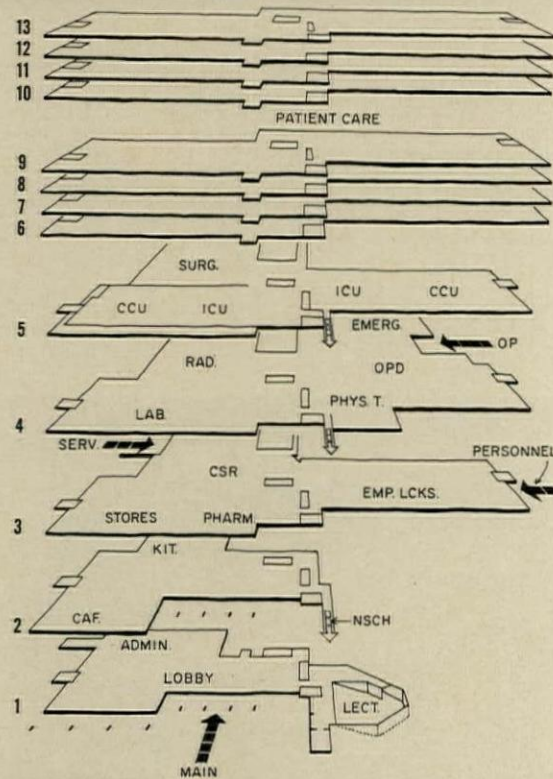 13
12
11
10
PATIENT CARE
9
8
7
6
SURG.
CCU ICU ICU CCU
5
EMERG.
OP
RAD.
OPD
LAB.
PHYS. T.
4
SERV.
PERSONNEL
CSR
EMP. LCKS.
STORES PHARM.
3
KIT.
CAF.
NSCH
2
ADMIN.
LOBBY
LECT.
1
MAIN